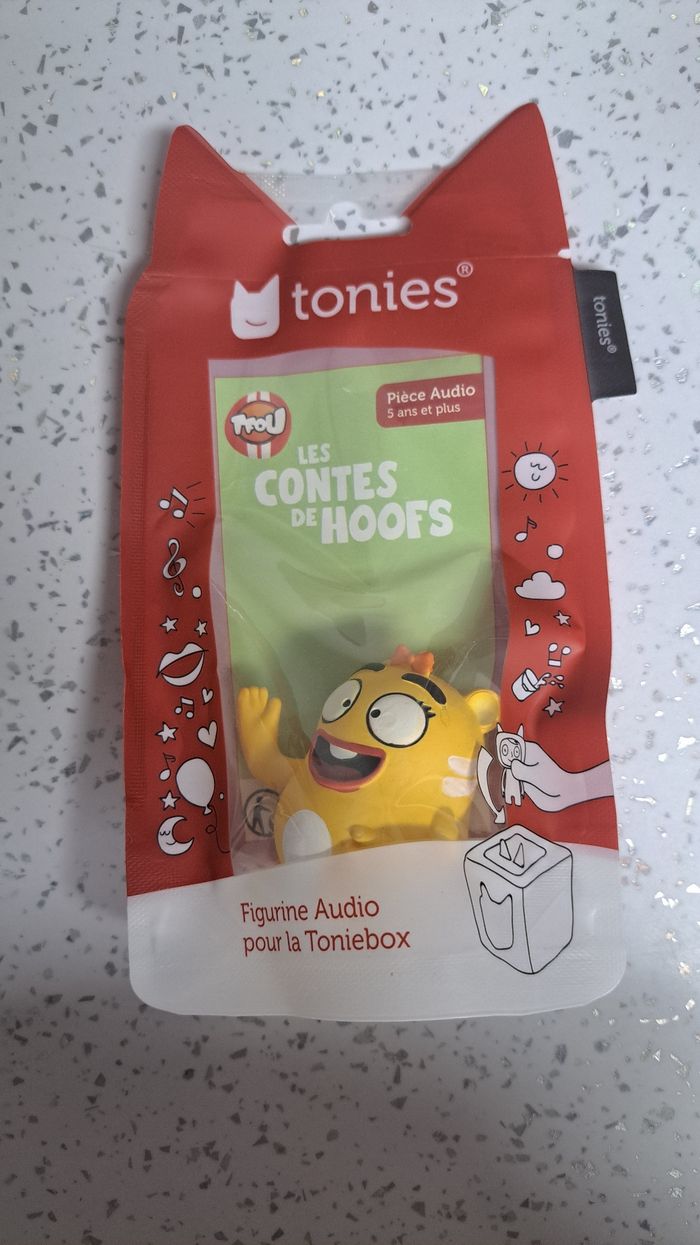 tonies®
tonies®
Pièce Audio
5 ans et plus
TFOU
LES
CONTES
DE HOOFS
Figurine Audio
pour la Toniebox